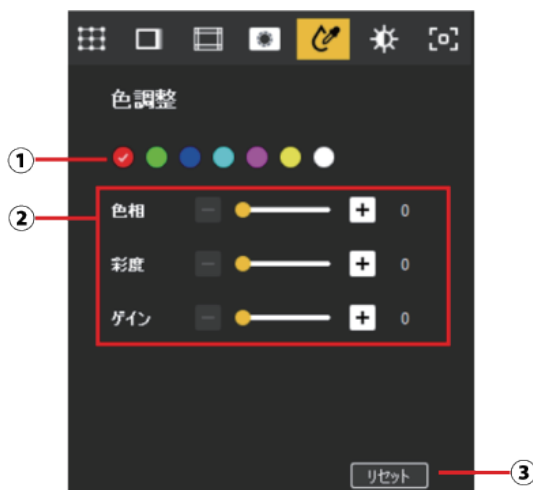 色調整
①
② 色相 − + 0
彩度 − + 0
ゲイン − + 0
リセット ③